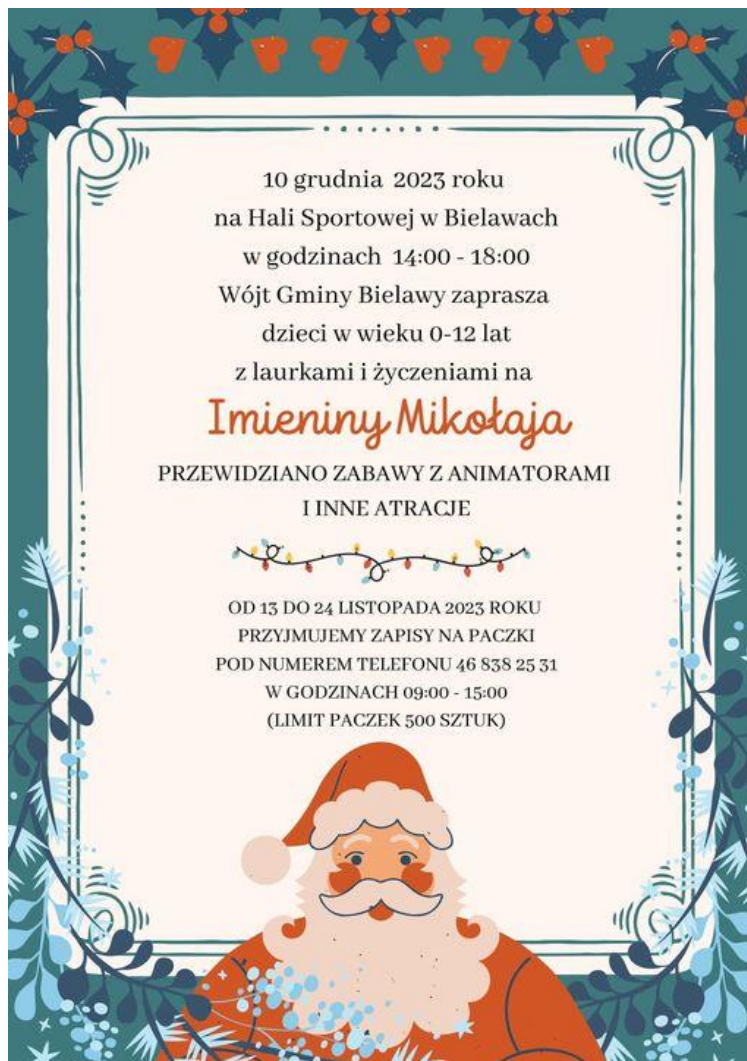 10 grudnia 2023 roku
na Hali Sportowej w Bielawach
w godzinach 14:00 - 18:00
Wójt Gminy Bielawy zaprasza
dzieci w wieku 0-12 lat
z laurkami i życzeniami na
Imieniny Mikołaja
PRZEWIDZIANO ZABAWY Z ANIMATORAMI
I INNE ATRACJE
OD 13 DO 24 LISTOPADA 2023 ROKU
PRZYJMUJEMY ZAPISY NA PACZKI
POD NUMEREM TELEFONU 46 838 25 31
W GODZINACH 09:00 - 15:00
(LIMIT PACZEK 500 SZTUK)